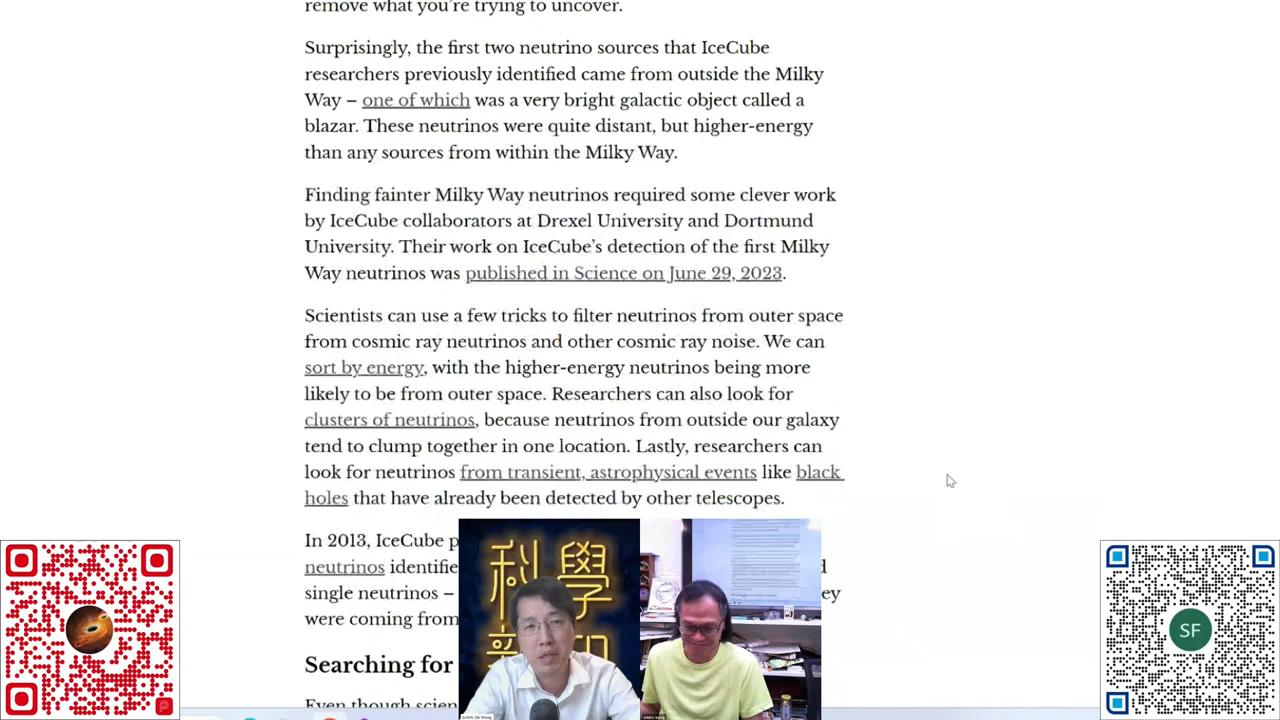 remove what you're trying to uncover.
Surprisingly, the first two neutrino sources that IceCube
researchers previously identified came from outside the Milky
Way – one of which was a very bright galactic object called a
blazar. These neutrinos were quite distant, but higher-energy
than any sources from within the Milky Way.
Finding fainter Milky Way neutrinos required some clever work
by IceCube collaborators at Drexel University and Dortmund
University. Their work on IceCube's detection of the first Milky
Way neutrinos was published in Science on June 29, 2023.
Scientists can use a few tricks to filter neutrinos from outer space
from cosmic ray neutrinos and other cosmic ray noise. We can
sort by energy, with the higher-energy neutrinos being more
likely to be from outer space. Researchers can also look for
clusters of neutrinos, because neutrinos from outside our galaxy
tend to clump together in one location. Lastly, researchers can
look for neutrinos from transient, astrophysical events like black
holes that have already been detected by other telescopes.
In 2013, IceCube
neutrinos
single neutrinos –
were coming from
Searching for
科學
SF